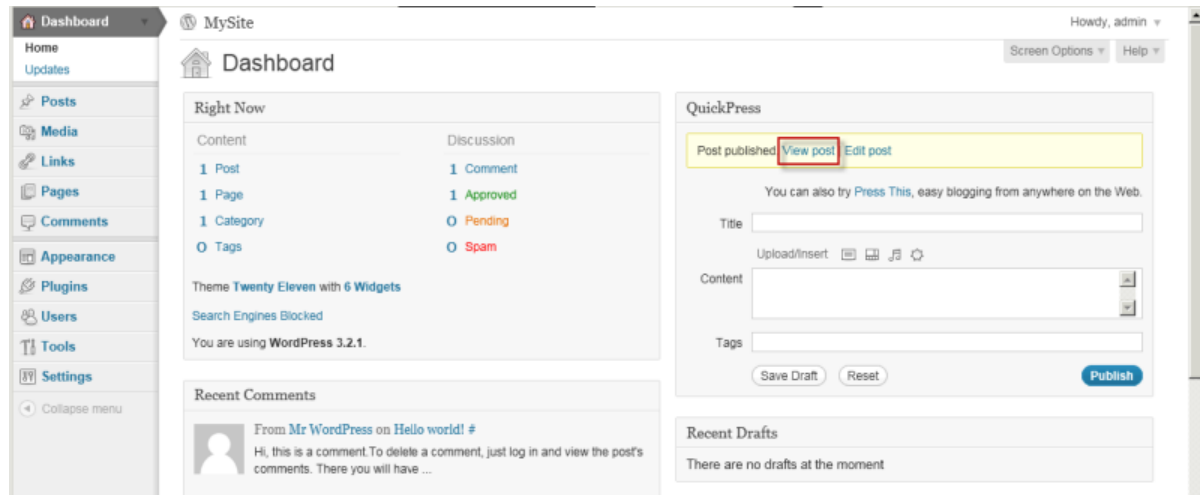 Dashboard
Home
Updates
Posts
Media
Links
Pages
Comments
Appearance
Plugins
Users
Tools
Settings
Collapse menu
MySite
Howdy, admin
Dashboard
Screen Options
Help
Right Now
Content
Discussion
1 Post
1 Comment
1 Page
1 Approved
1 Category
0 Pending
0 Tags
0 Spam
Theme Twenty Eleven with 6 Widgets
Search Engines Blocked
You are using WordPress 3.2.1.
Recent Comments
From Mr WordPress on Hello world! #
Hi, this is a comment.To delete a comment, just log in and view the post's
comments. There you will have ...
QuickPress
Post published. View post | Edit post
You can also try Press This, easy blogging from anywhere on the Web.
Title
Upload/Insert
Content
Tags
Save Draft
Reset
Publish
Recent Drafts
There are no drafts at the moment